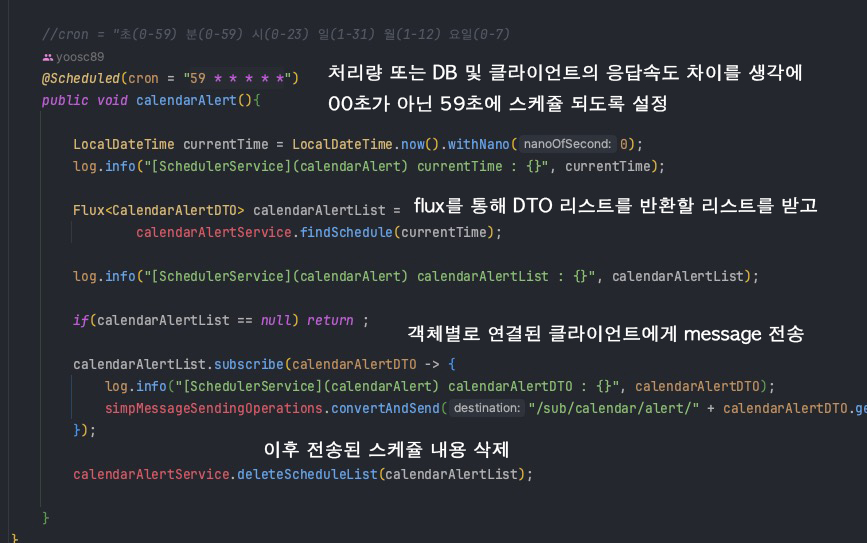 //cron = "초(0-59) 분(0-59) 시(0-23) 일(1-31) 월(1-12) 요일(0-7)
yoosc89
@Scheduled(cron = "59 * * * * *")
처리량 또는 DB 및 클라이언트의 응답속도 차이를 생각에
public void calendarAlert(){
00초가 아닌 59초에 스케쥴 되도록 설정
LocalDateTime currentTime = LocalDateTime.now().withNano( nanoOfSecond: 0);
log.info("[SchedulerService](calendarAlert) currentTime : {}", currentTime);
Flux<CalendarAlertDTO> calendarAlertList =
flux를 통해 DTO 리스트를 반환할 리스트를 받고
calendarAlertService.findSchedule(currentTime);
log.info("[SchedulerService](calendarAlert) calendarAlertList : {}", calendarAlertList);
if(calendarAlertList == null) return ;
객체별로 연결된 클라이언트에게 message 전송
calendarAlertList.subscribe(calendarAlertDTO -> {
log.info("[SchedulerService](calendarAlert) calendarAlertDTO : {}", calendarAlertDTO);
simpMessageSendingOperations.convertAndSend( destination: "/sub/calendar/alert/" + calendarAlertDTO.ge
});
이후 전송된 스케쥴 내용 삭제
calendarAlertService.deleteScheduleList(calendarAlertList);
}
}